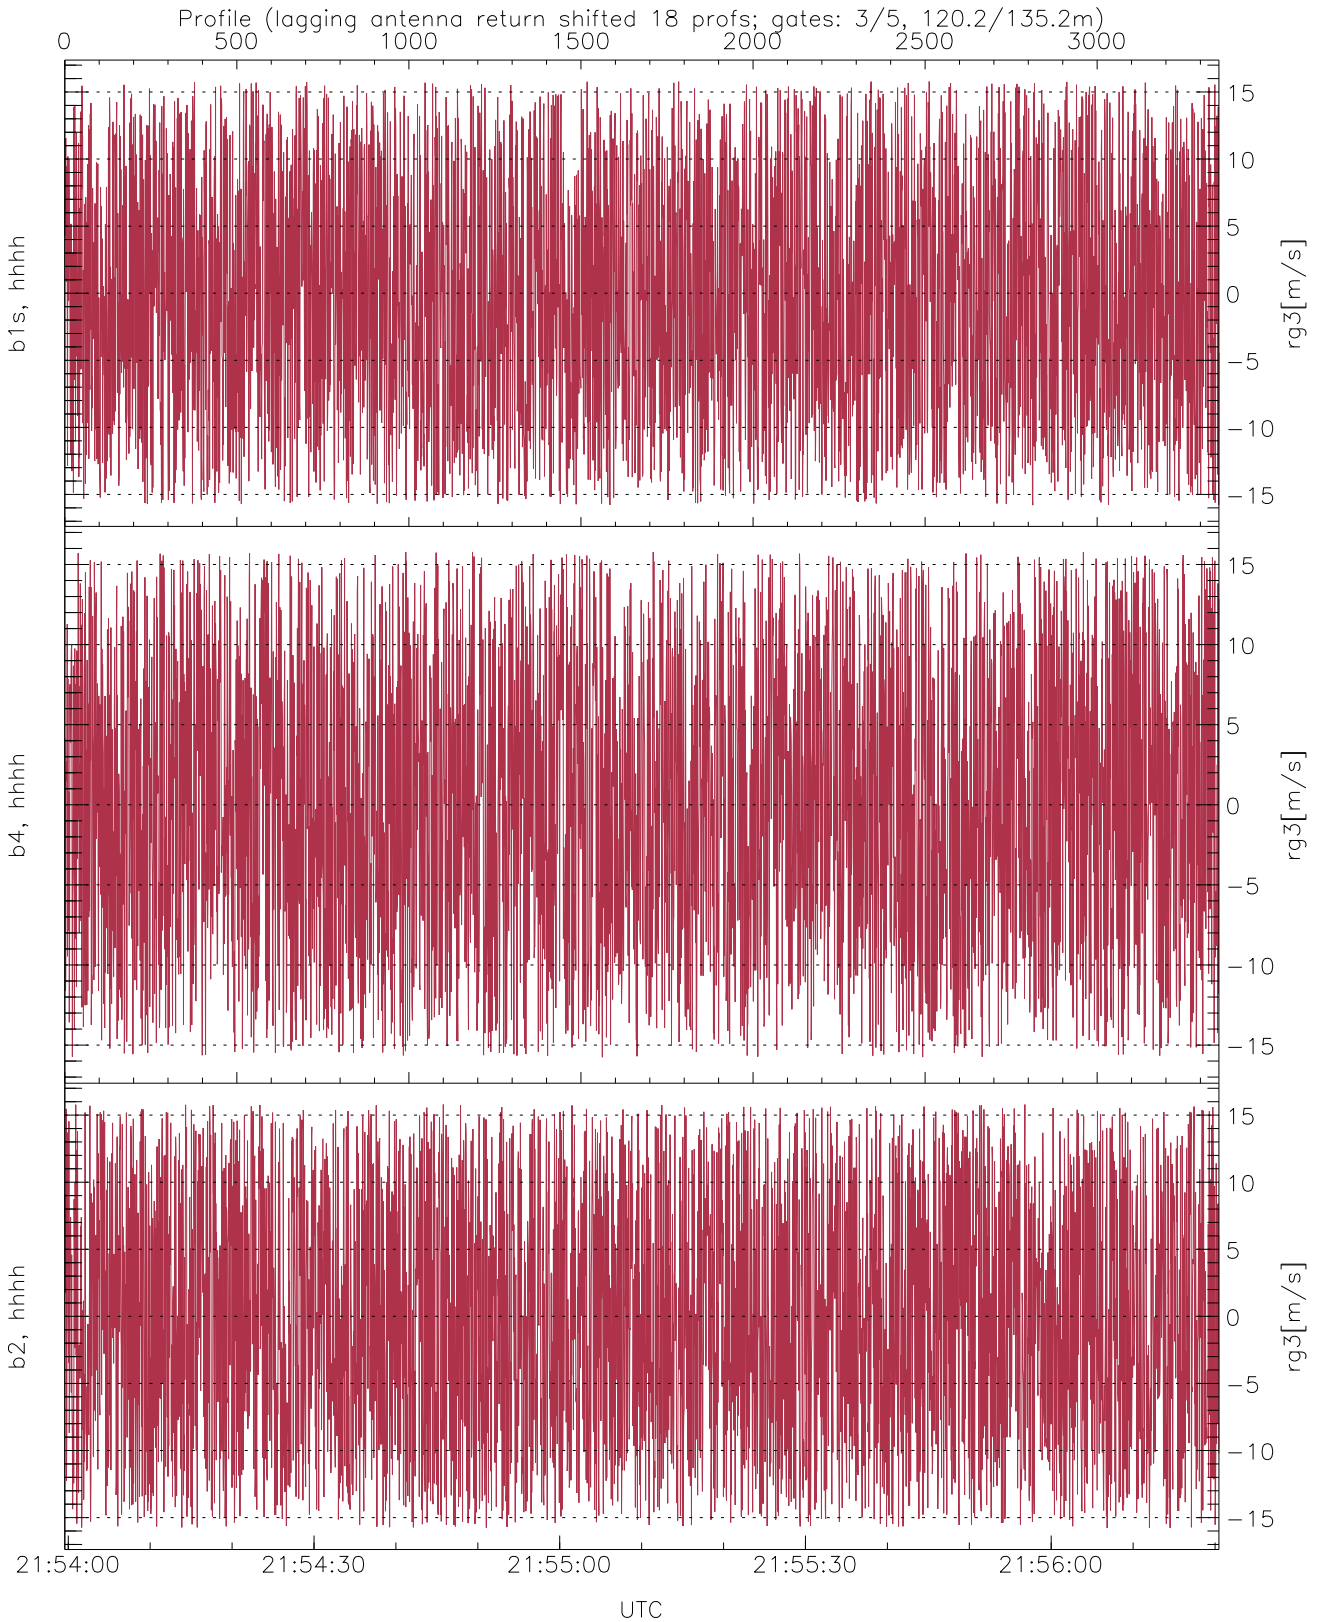 Profile (lagging antenna return shifted 18 profs; gates: 3/5, 120.2/135.2m)
0 500 1000 1500 2000 2500 3000
15
10
5
0
−5
−10
−15
b1s, hhhh
rg3[m/s]
15
10
5
0
−5
−10
−15
b4, hhhh
rg3[m/s]
15
10
5
0
−5
−10
−15
b2, hhhh
rg3[m/s]
21:54:00 21:54:30 21:55:00 21:55:30 21:56:00
UTC